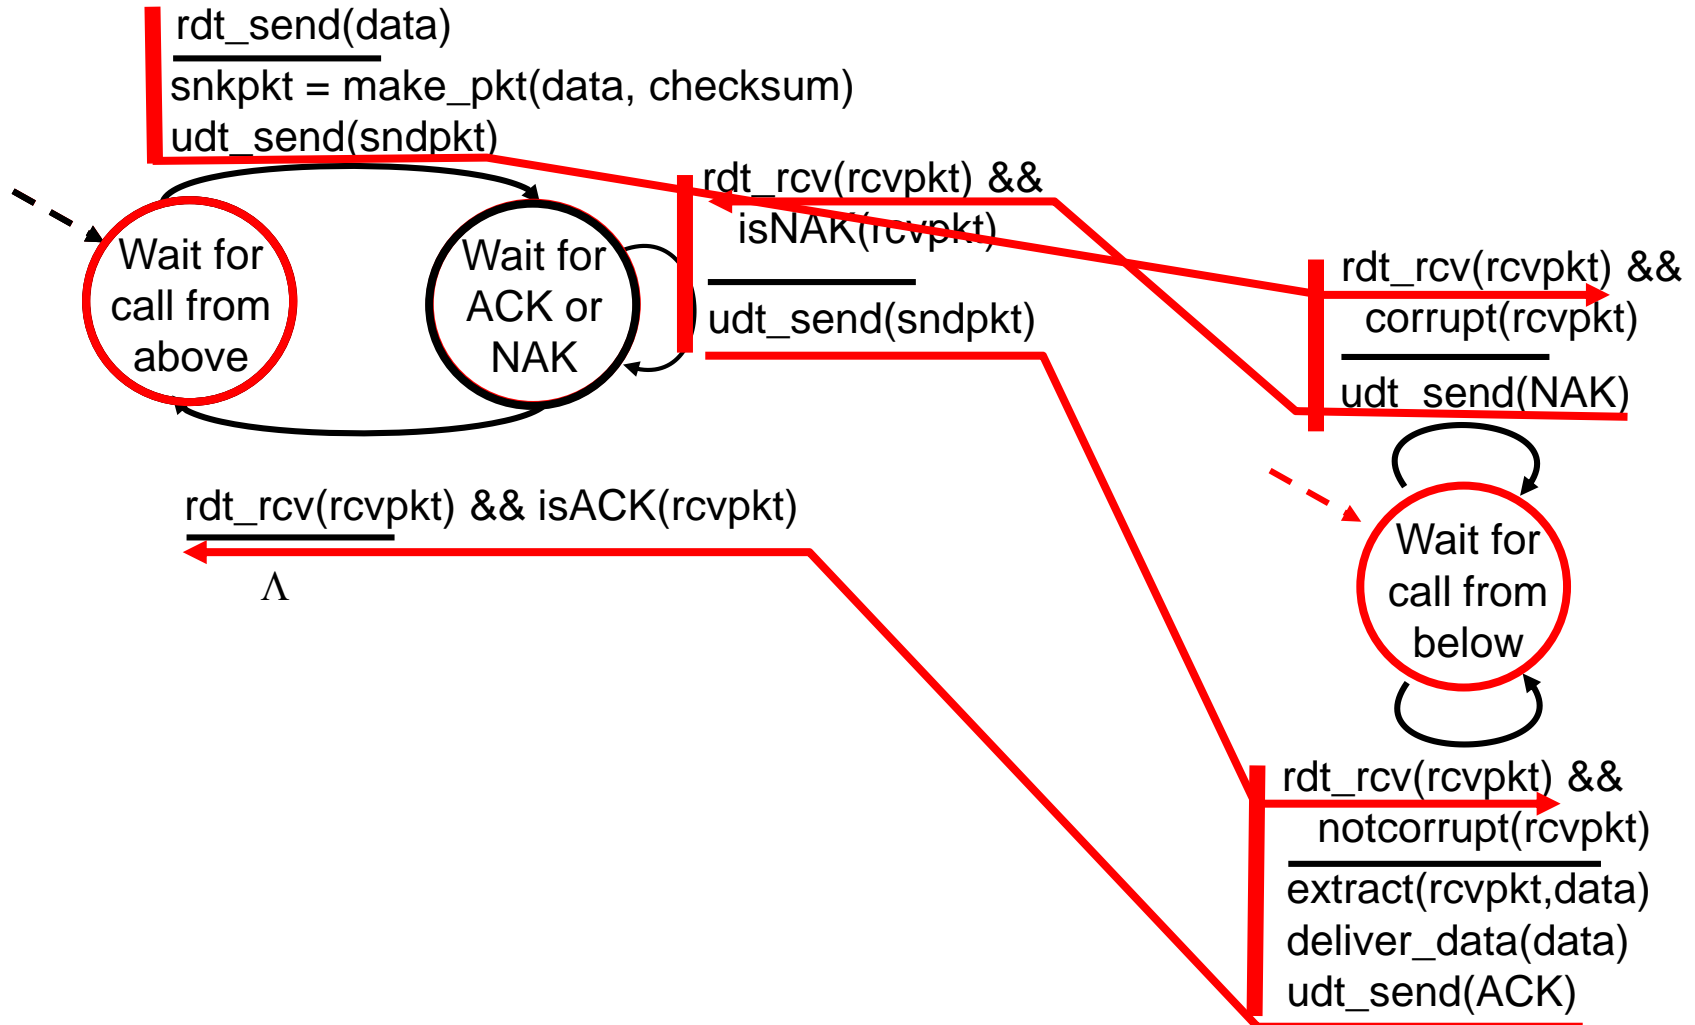 rdt_send(data)
snkpkt = make_pkt(data, checksum)
udt_send(sndpkt)
rdt_rcv(rcvpkt) &&
isNAK(rcvpkt)
udt_send(sndpkt)
Wait for
call from
above
Wait for
ACK or
NAK
rdt_rcv(rcvpkt) && isACK(rcvpkt)
Λ
rdt_rcv(rcvpkt) &&
corrupt(rcvpkt)
udt_send(NAK)
Wait for
call from
below
rdt_rcv(rcvpkt) &&
notcorrupt(rcvpkt)
extract(rcvpkt,data)
deliver_data(data)
udt_send(ACK)